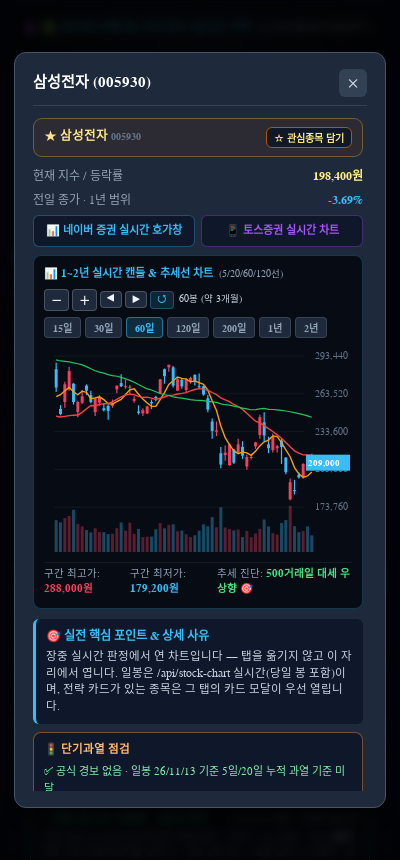 삼성전자 (005930)
×
★ 삼성전자 005930
☆ 관심종목 담기
현재 지수 / 등락률
198,400원
전일 종가 · 1년 범위
-3.69%
📊 네이버 증권 실시간 호가창
📱 토스증권 실시간 차트
📊 1~2년 실시간 캔들 & 추세선 차트 (5/20/60/120선)
− + ◀ ▶ ↺ 60봉 (약 3개월)
15일 30일 60일 120일 200일 1년 2년
293,440
263,520
233,600
209,000
173,760
구간 최고가:
288,000원
구간 최저가:
179,200원
추세 진단: 500거래일 대세 우
상향 🎯
🎯 실전 핵심 포인트 & 상세 사유
장중 실시간 판정에서 연 차트입니다 — 탭을 옮기지 않고 이 자
리에서 엽니다. 일봉은 /api/stock-chart 실시간(당일 봉 포함)이
며, 전략 카드가 있는 종목은 그 탭의 카드 모달이 우선 열립니
다.
🚦 단기과열 점검
✅ 공식 경보 없음 · 일봉 26/11/13 기준 5일/20일 누적 과열 기준 미
달